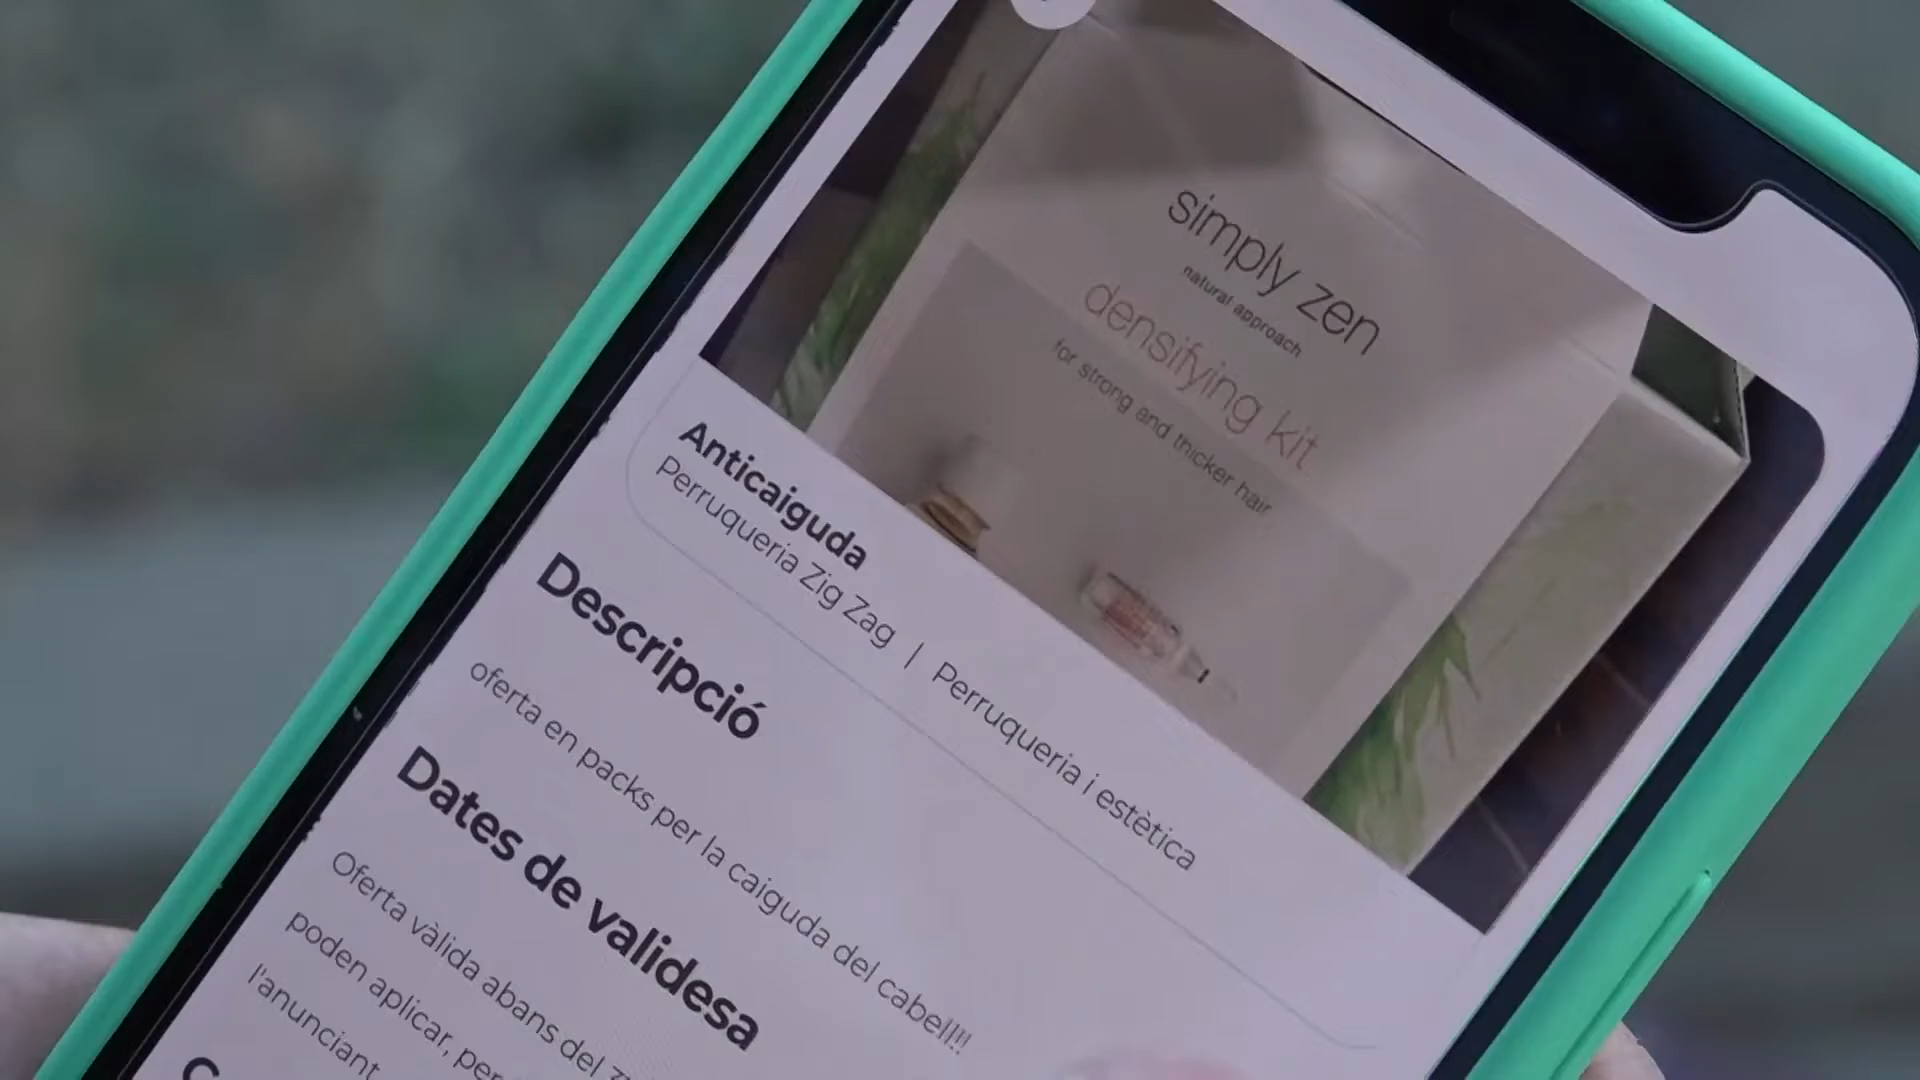 simply zen
natural approach
densifying kit
for strong and thicker hair
Anticaiguda
Perruqueria Zig Zag | Perruqueria i estètica
Descripció
oferta en packs per la caiguda del cabell!!!
Dates de validesa
Oferta vàlida abans del
poden aplicar,
l'anunciant